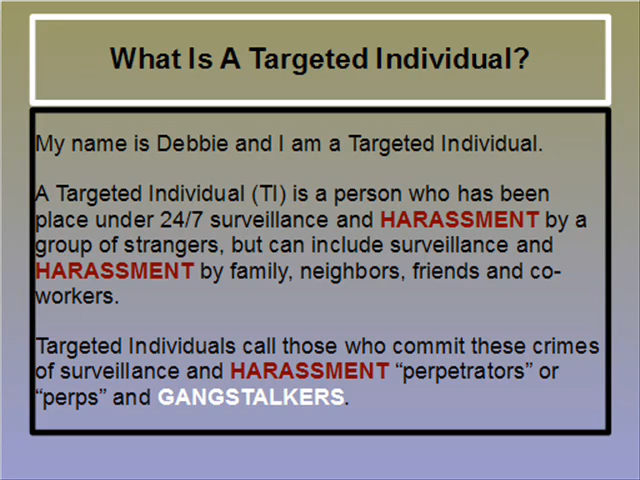 What Is A Targeted Individual?
My name is Debbie and I am a Targeted Individual.
A Targeted Individual (TI) is a person who has been
place under 24/7 surveillance and HARASSMENT by a
group of strangers, but can include surveillance and
HARASSMENT by family, neighbors, friends and co-
workers.
Targeted Individuals call those who commit these crimes
of surveillance and HARASSMENT “perpetrators” or
“perps” and GANGSTALKERS.